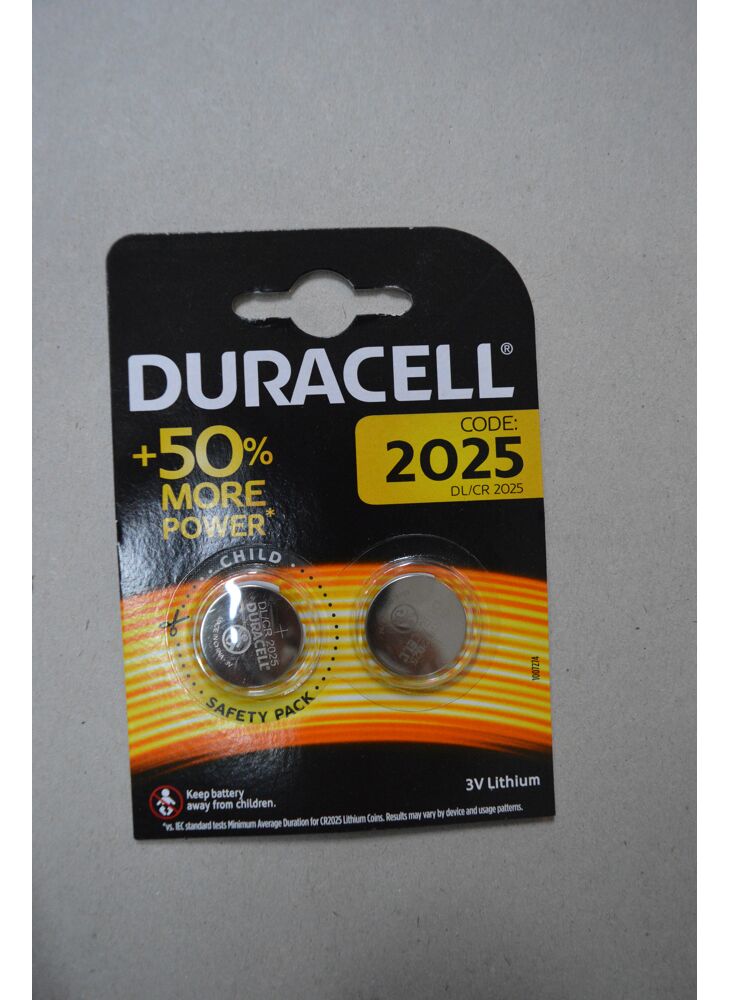 DURACELL®
+50%
MORE
POWER*
CODE:
2025
DL/CR 2025
CHILD
SAFETY PACK
DL/CR 2025
DURACELL®
1007224
3V Lithium
Keep battery
away from children.
*vs. IEC standard tests Minimum Average Duration for CR2025 Lithium Coins. Results may vary by device and usage patterns.